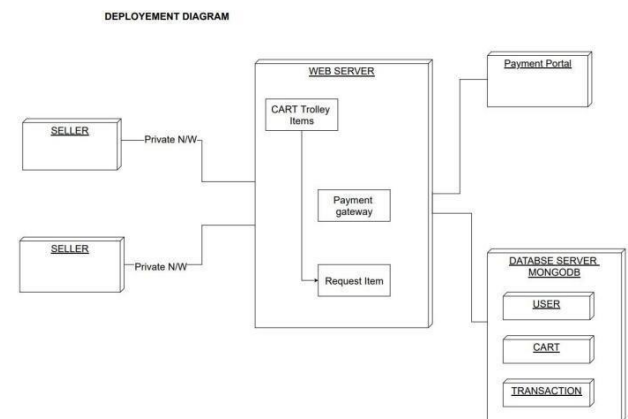 DEPLOYEMENT DIAGRAM
WEB SERVER
Payment Portal
CART Trolley
Items
SELLER
Private N/W
Payment
gateway
SELLER
Private N/W
Request Item
DATABSE SERVER
MONGODB
USER
CART
TRANSACTION